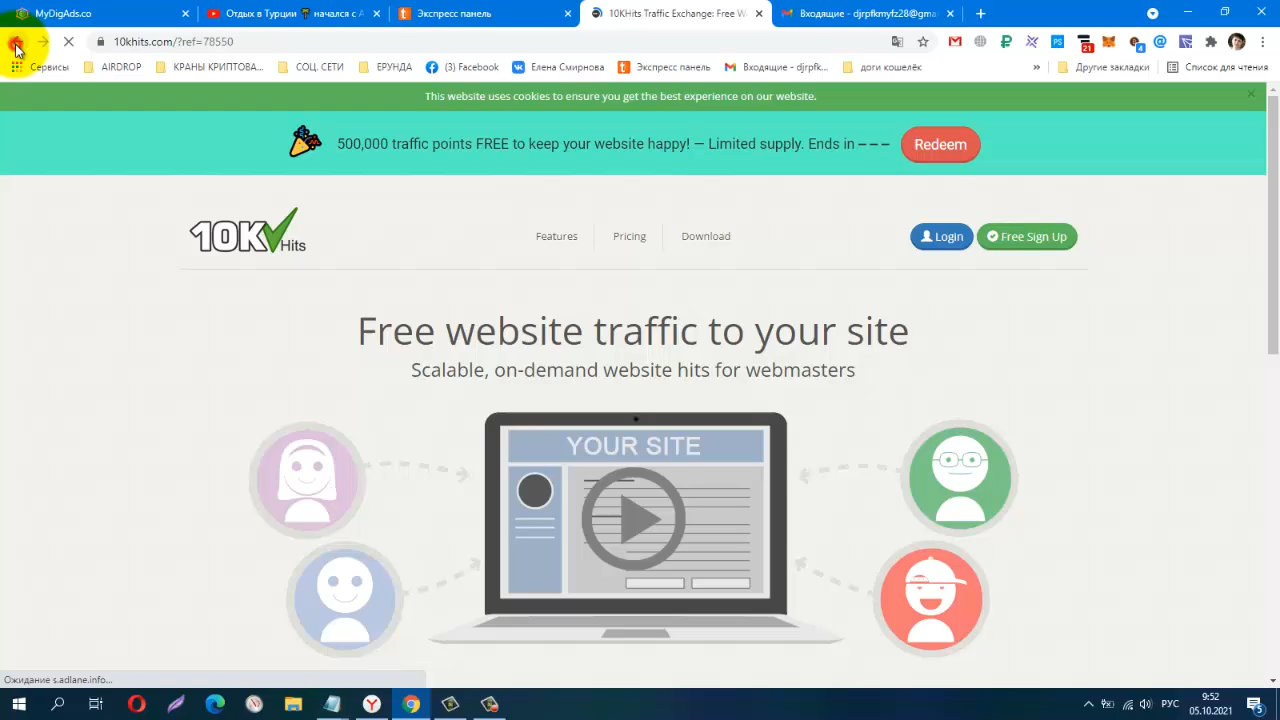 MyDigAds.co
Отдых в Турции 🌴 начался с А
Экспресс панель
10KHits Traffic Exchange: Free W
Входящие - djrpfkmyfz28@gma
10khits.com/?ref=78550
21
4
Сервисы
AIRDROP
КРАНЫ КРИПТОВА...
СОЦ. СЕТИ
ЕРУНДА
(3) Facebook
Елена Смирнова
Экспресс панель
Входящие - djrpfk...
доги кошелёк
»
Другие закладки
Список для чтения
This website uses cookies to ensure you get the best experience on our website.
500,000 traffic points FREE to keep your website happy! — Limited supply. Ends in – – –
Redeem
10K Hits
Features
Pricing
Download
Login
Free Sign Up
Free website traffic to your site
Scalable, on-demand website hits for webmasters
YOUR SITE
Ожидание s.adlane.info...
РУС
9:52
05.10.2021
5